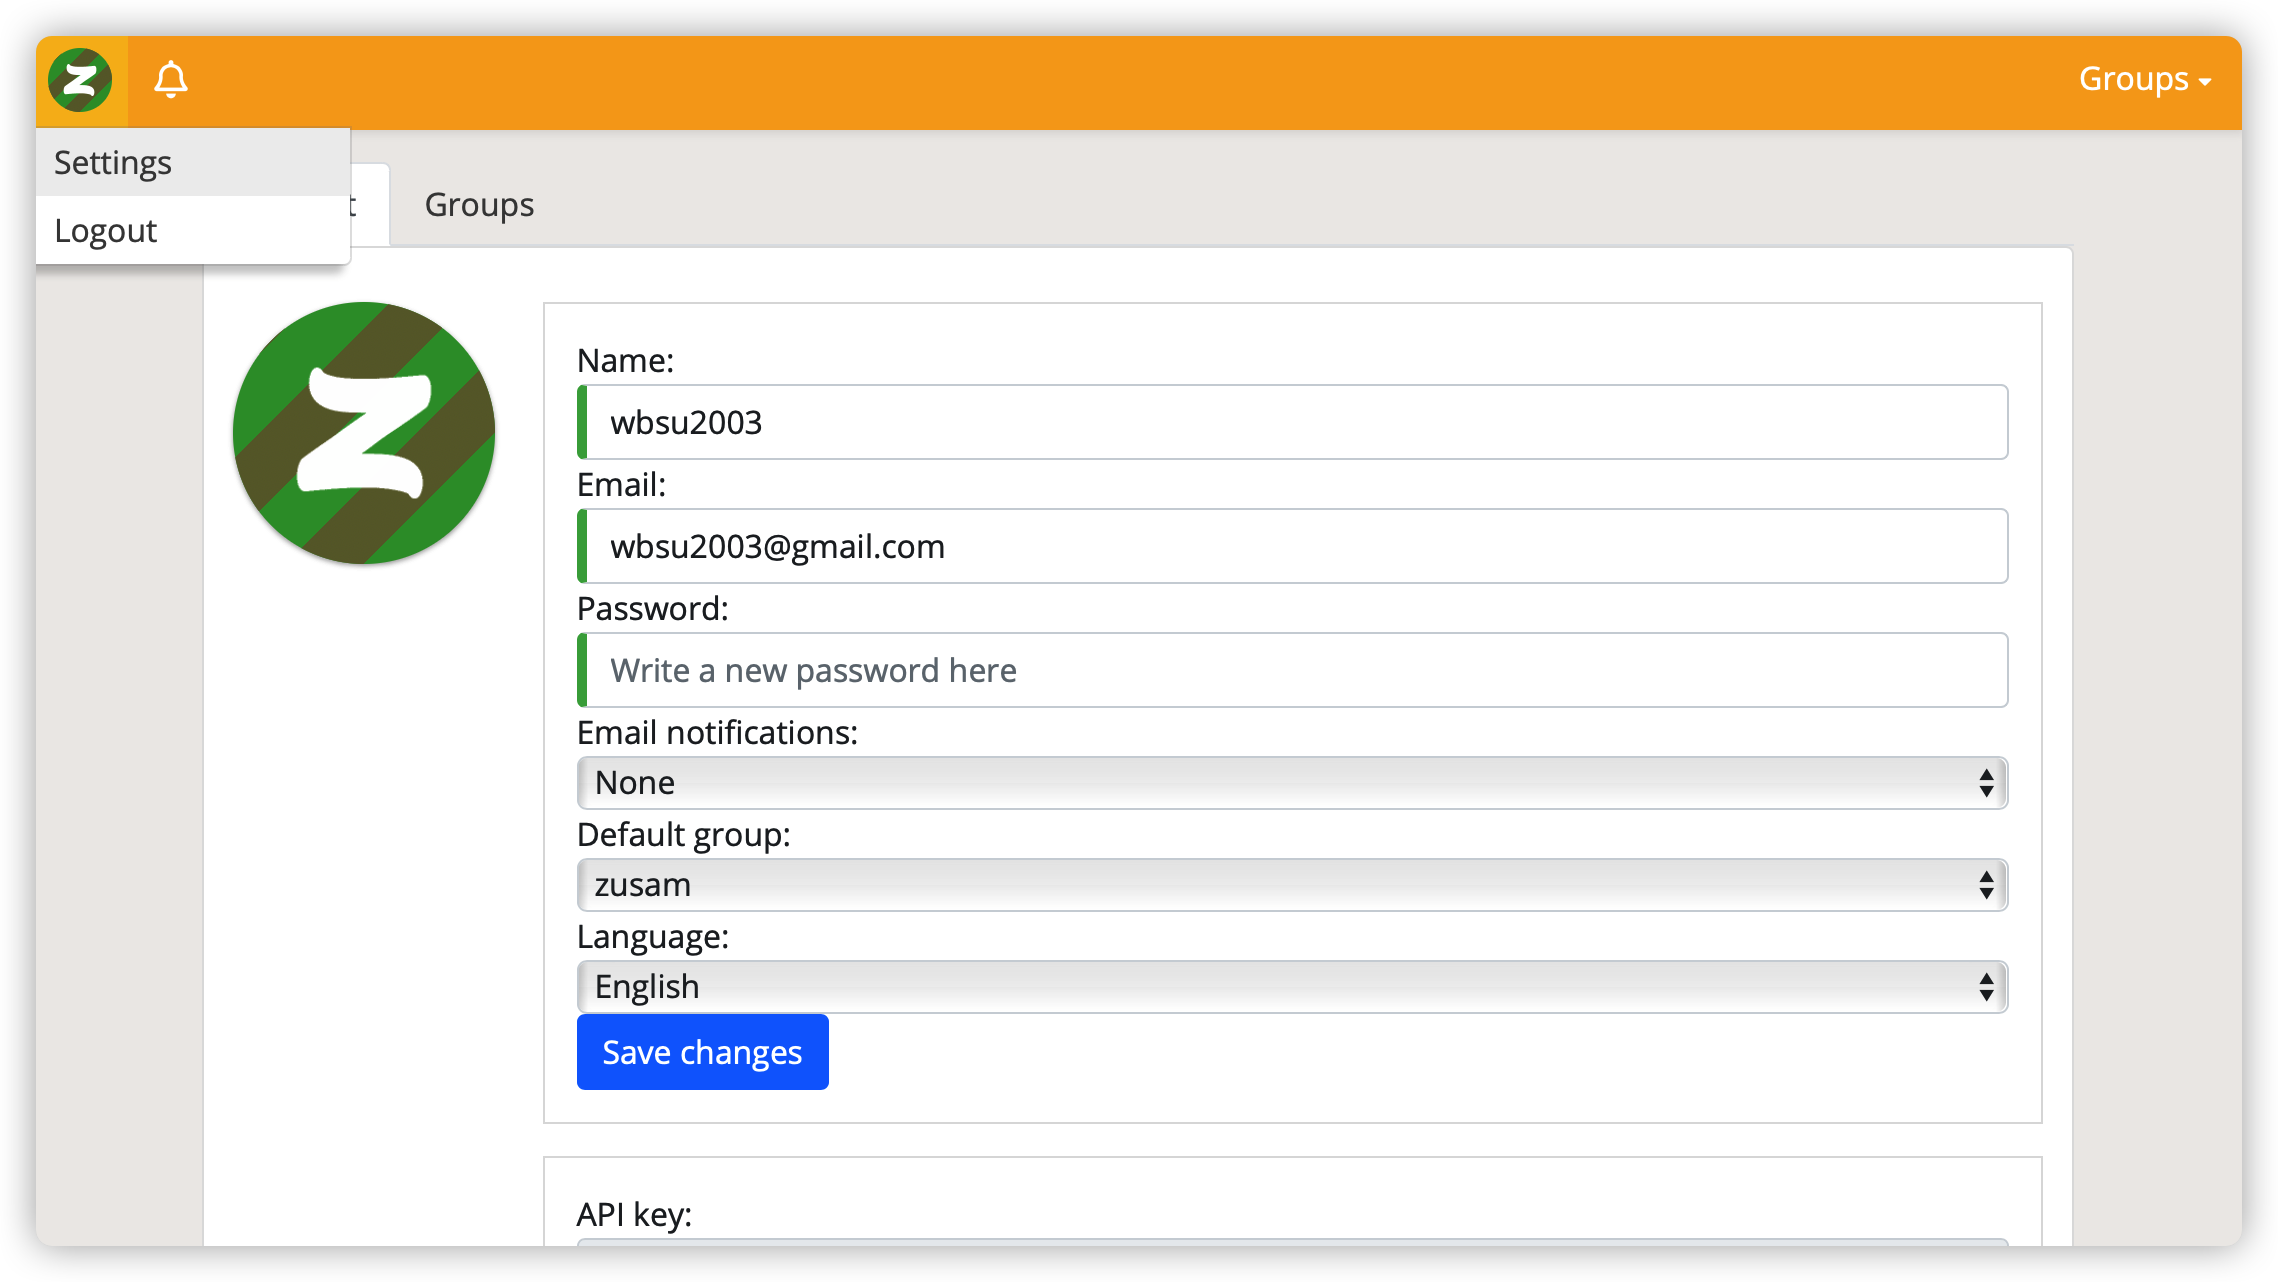 Groups
Settings
Logout
t
Groups
Name:
wbsu2003
Email:
wbsu2003@gmail.com
Password:
Write a new password here
Email notifications:
None
Default group:
zusam
Language:
English
Save changes
API key: